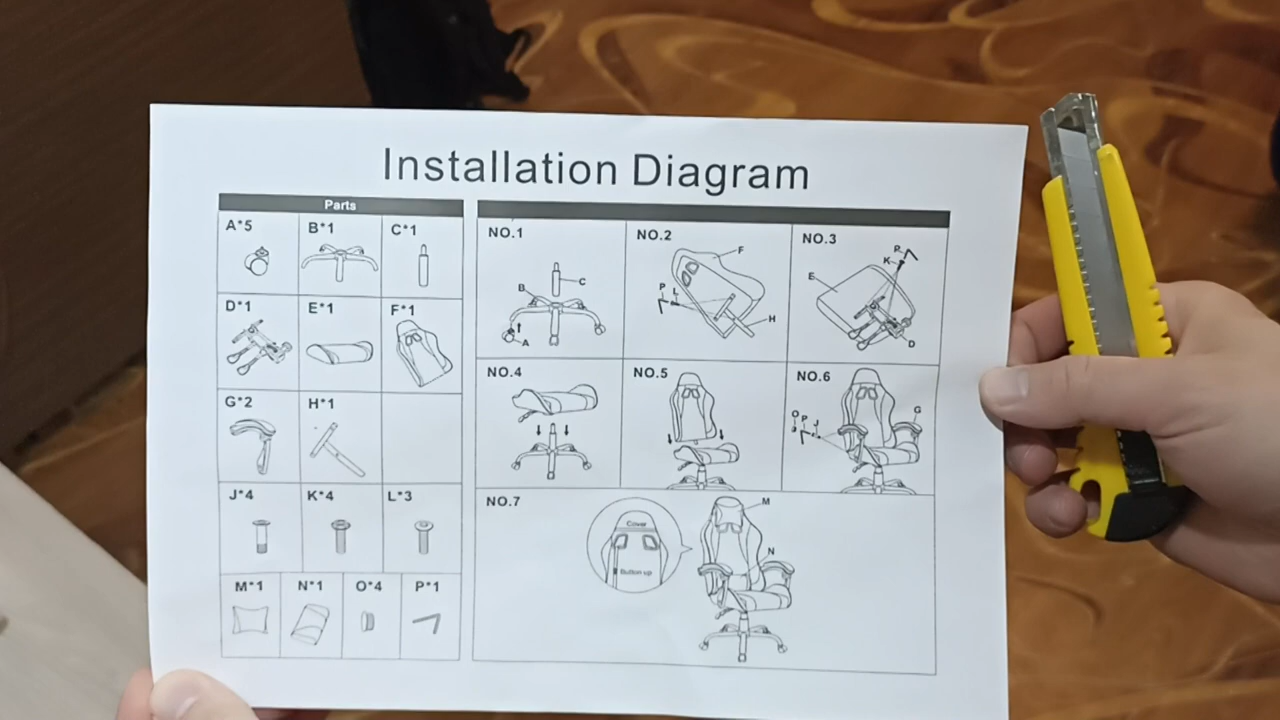 Installation Diagram
Parts
A*5 B*1 C*1
D*1 E*1 F*1
G*2 H*1
J*4 K*4 L*3
M*1 N*1 O*4 P*1
NO.1
B
C
A
NO.2
F
P
L
H
NO.3
P
K
E
D
NO.4
NO.5
NO.6
O
P
J
G
NO.7
Cover
Button up
M
N